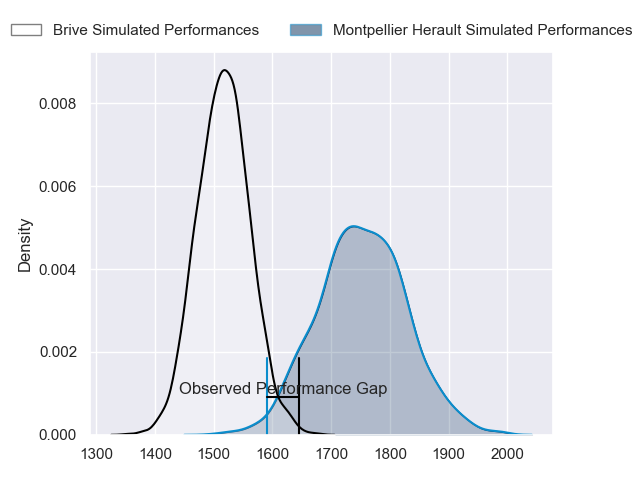 Brive Simulated Performances
Montpellier Herault Simulated Performances
Density
0.008
0.006
0.004
0.002
0.000
Observed Performance Gap
1300 1400 1500 1600 1700 1800 1900 2000